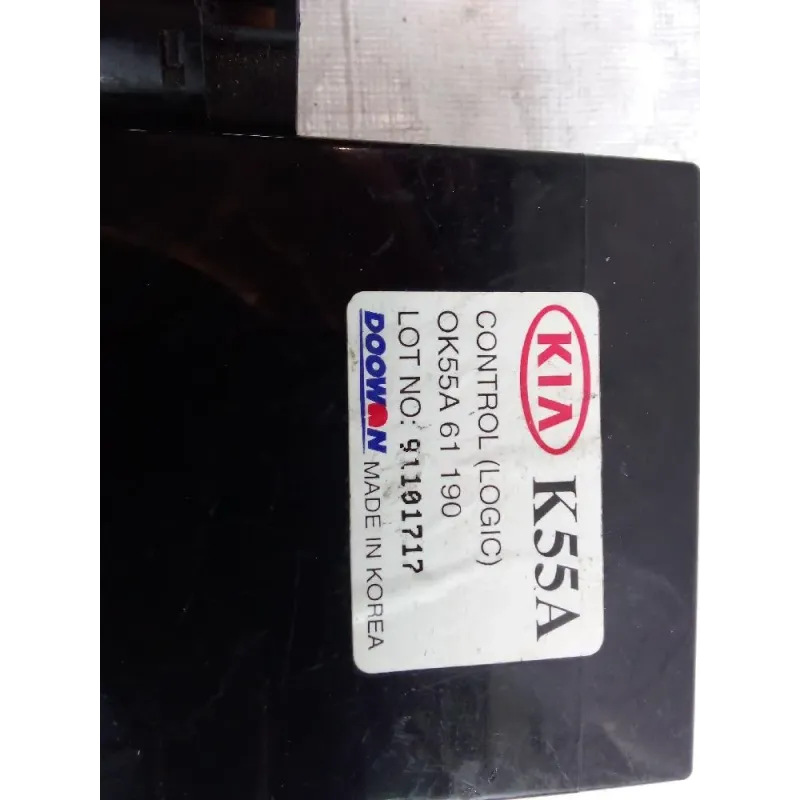 KIA K55A
CONTROL (LOGIC)
OK55A 61 190
LOT NO: 91101717
DOOWON MADE IN KOREA